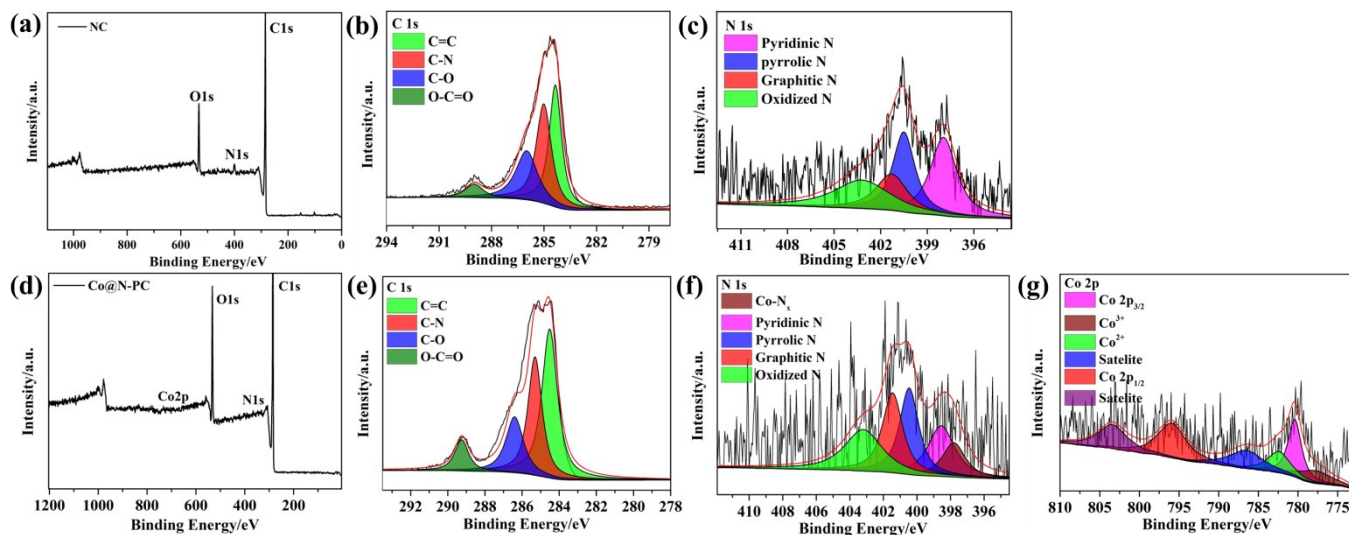 (a)
NC
C1s
O1s
N1s
Intensity/a.u.
1000 800 600 400 200 0
Binding Energy/eV
(b)
C 1s
C=C
C-N
C-O
O-C=O
Intensity/a.u.
294 291 288 285 282 279
Binding Energy/eV
(c)
N 1s
Pyridinic N
pyrrolic N
Graphitic N
Oxidized N
Intensity/a.u.
411 408 405 402 399 396
Binding Energy/eV
(d)
Co@N-PC
C1s
O1s
Co2p
N1s
Intensity/a.u.
1200 1000 800 600 400 200
Binding Energy/eV
(e)
C 1s
C=C
C-N
C-O
O-C=O
Intensity/a.u.
292 290 288 286 284 282 280 278
Binding Energy/eV
(f)
N 1s
Co-Nx
Pyridinic N
Pyrrolic N
Graphitic N
Oxidized N
Intensity/a.u.
410 408 406 404 402 400 398 396
Binding Energy/eV
(g)
Co 2p
Co 2p3/2
Co3+
Co2+
Satelite
Co 2p1/2
Satelite
Intensity/a.u.
810 805 800 795 790 785 780 775
Binding Energy/eV